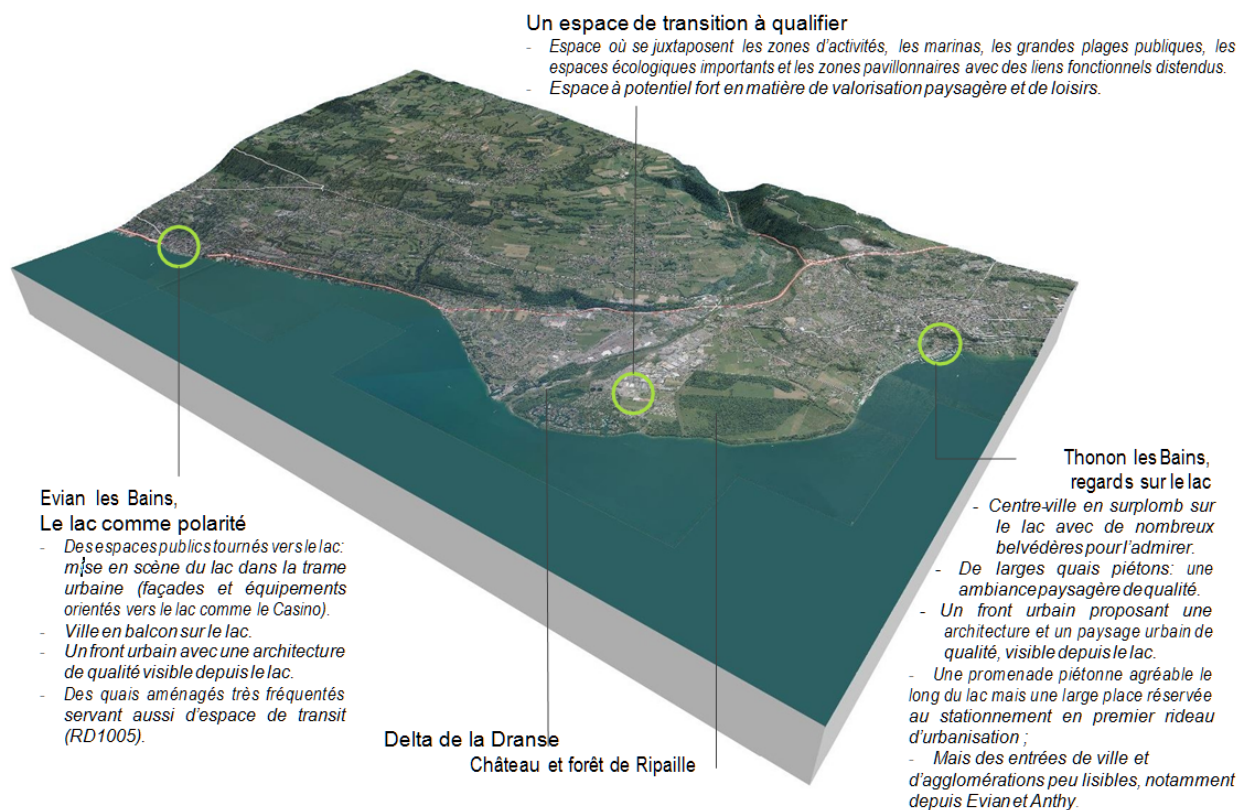 Un espace de transition à qualifier
- Espace où se juxtaposent les zones d'activités, les marinas, les grandes plages publiques, les
espaces écologiques importants et les zones pavillonnaires avec des liens fonctionnels distendus.
- Espace à potentiel fort en matière de valorisation paysagère et de loisirs.
Evian les Bains,
Le lac comme polarité
- Des espaces publics tournés vers le lac:
mise en scène du lac dans la trame
urbaine (façades et équipements
orientés vers le lac comme le Casino).
- Ville en balcon sur le lac.
- Un front urbain avec une architecture
de qualité visible depuis le lac.
- Des quais aménagés très fréquentés
servant aussi d'espace de transit
(RD1005).
Delta de la Dranse
Château et forêt de Ripaille
Thonon les Bains,
regards sur le lac
- Centre-ville en surplomb sur
le lac avec de nombreux
belvédères pour l'admirer.
- De larges quais piétons: une
ambiance paysagère de qualité.
- Un front urbain proposant une
architecture et un paysage urbain de
qualité, visible depuis le lac.
- Une promenade piétonne agréable le
long du lac mais une large place réservée
au stationnement en premier rideau
d'urbanisation ;
- Mais des entrées de ville et
d'agglomérations peu lisibles, notamment
depuis Evian et Anthy.